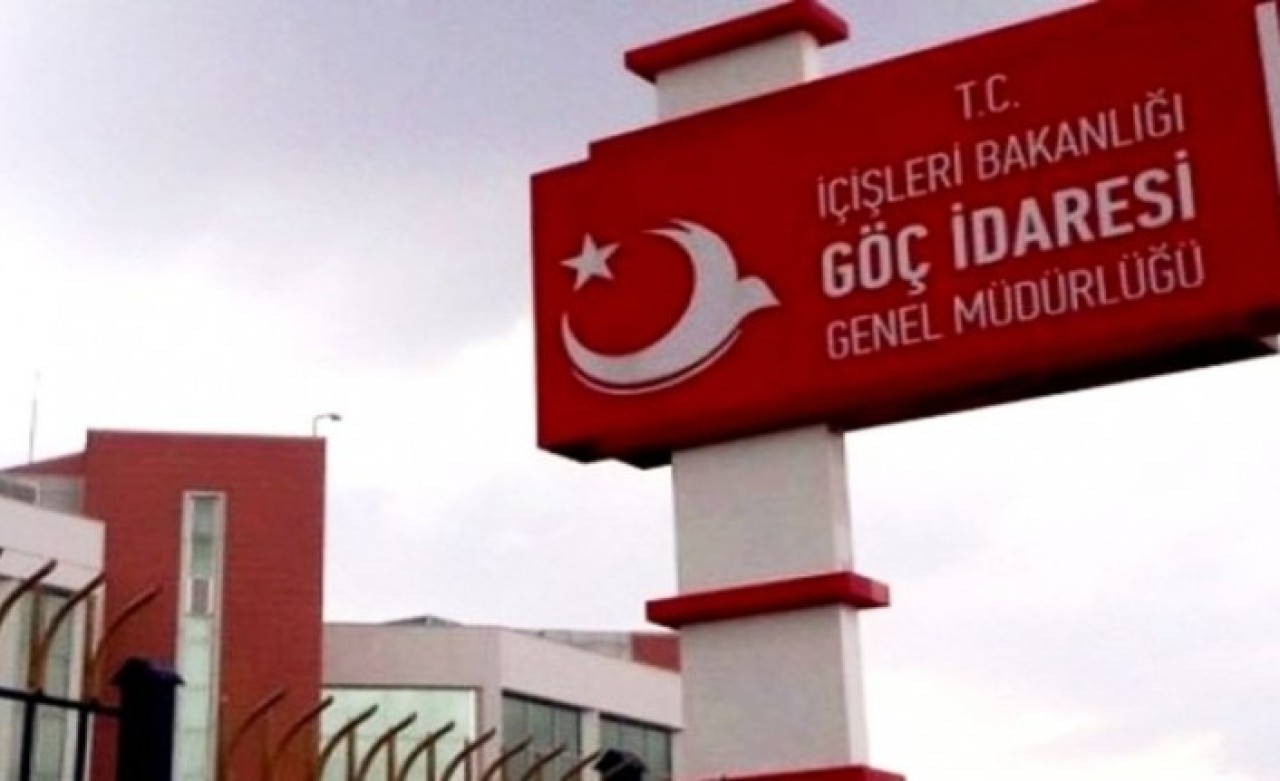 T.C.
İÇİŞLERİ BAKANLIĞI
GÖÇ İDARESİ
GENEL MÜDÜRLÜĞÜ